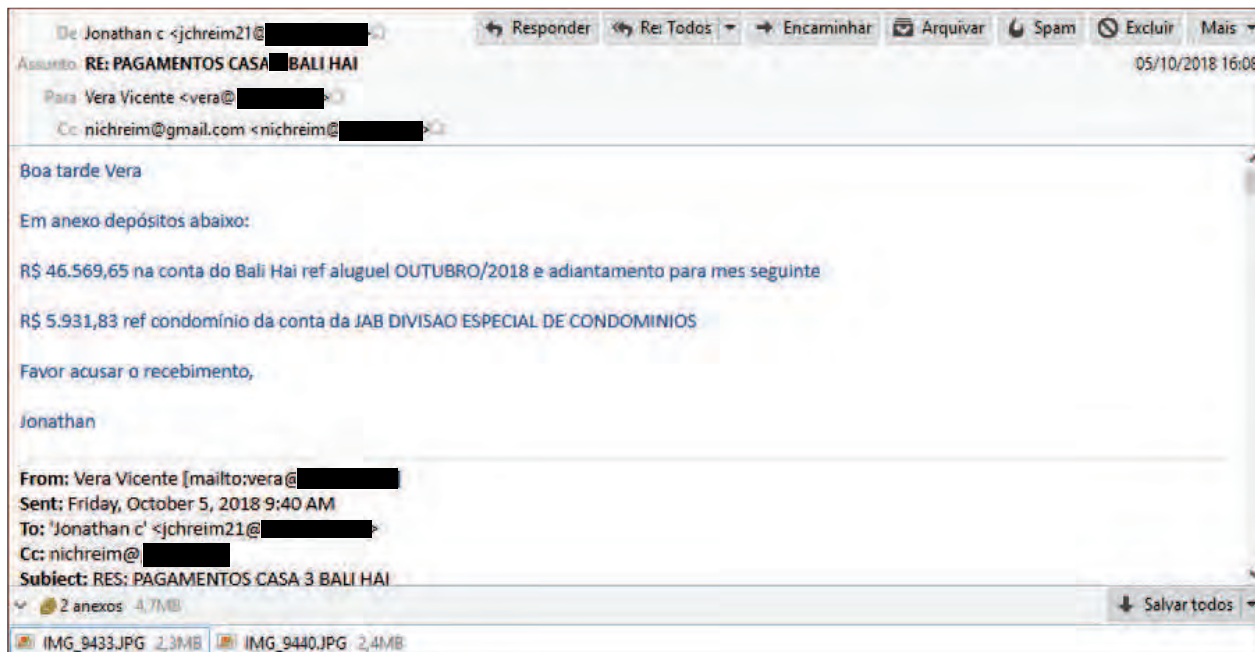 De Jonathan c <jchreim21@
Responder Re: Todos Encaminhar Arquivar Spam Excluir Mais
Assunto RE: PAGAMENTOS CASA BALI HAI
05/10/2018 16:08
Para Vera Vicente <vera@ >
Cc nichreim@gmail.com <nichreim@ >
Boa tarde Vera
Em anexo depósitos abaixo:
R$ 46.569,65 na conta do Bali Hai ref aluguel OUTUBRO/2018 e adiantamento para mes seguinte
R$ 5.931,83 ref condomínio da conta da JAB DIVISAO ESPECIAL DE CONDOMINIOS
Favor acusar o recebimento,
Jonathan
From: Vera Vicente [mailto:vera@ ]
Sent: Friday, October 5, 2018 9:40 AM
To: 'Jonathan c' <jchreim21@ >
Cc: nichreim@
Subject: RES: PAGAMENTOS CASA 3 BALI HAI
2 anexos 4,7MB
Salvar todos
IMG_9433.JPG 2,3MB IMG_9440.JPG 2,4MB